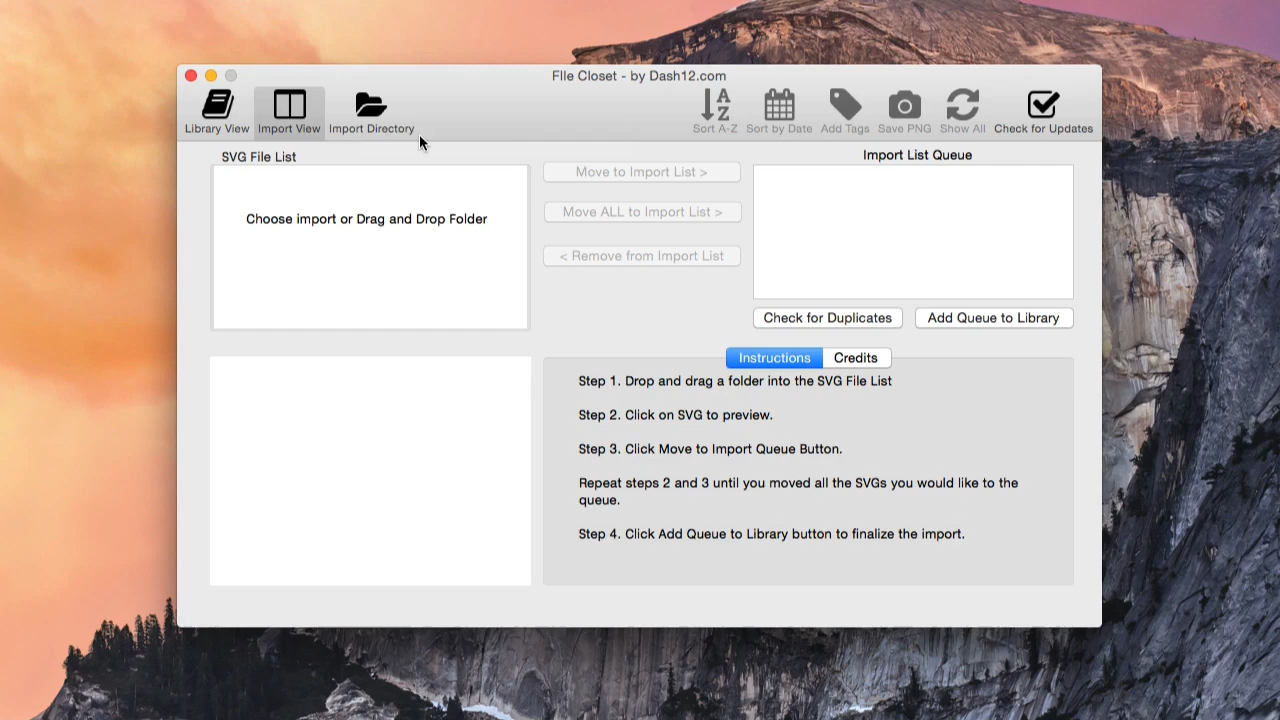 FIle Closet - by Dash12.com
Library View
Import View
Import Directory
Sort A-Z
Sort by Date
Add Tags
Save PNG
Show All
Check for Updates
SVG File List
Choose import or Drag and Drop Folder
Move to Import List >
Move ALL to Import List >
< Remove from Import List
Import List Queue
Check for Duplicates
Add Queue to Library
Instructions
Credits
Step 1. Drop and drag a folder into the SVG File List
Step 2. Click on SVG to preview.
Step 3. Click Move to Import Queue Button.
Repeat steps 2 and 3 until you moved all the SVGs you would like to the
queue.
Step 4. Click Add Queue to Library button to finalize the import.